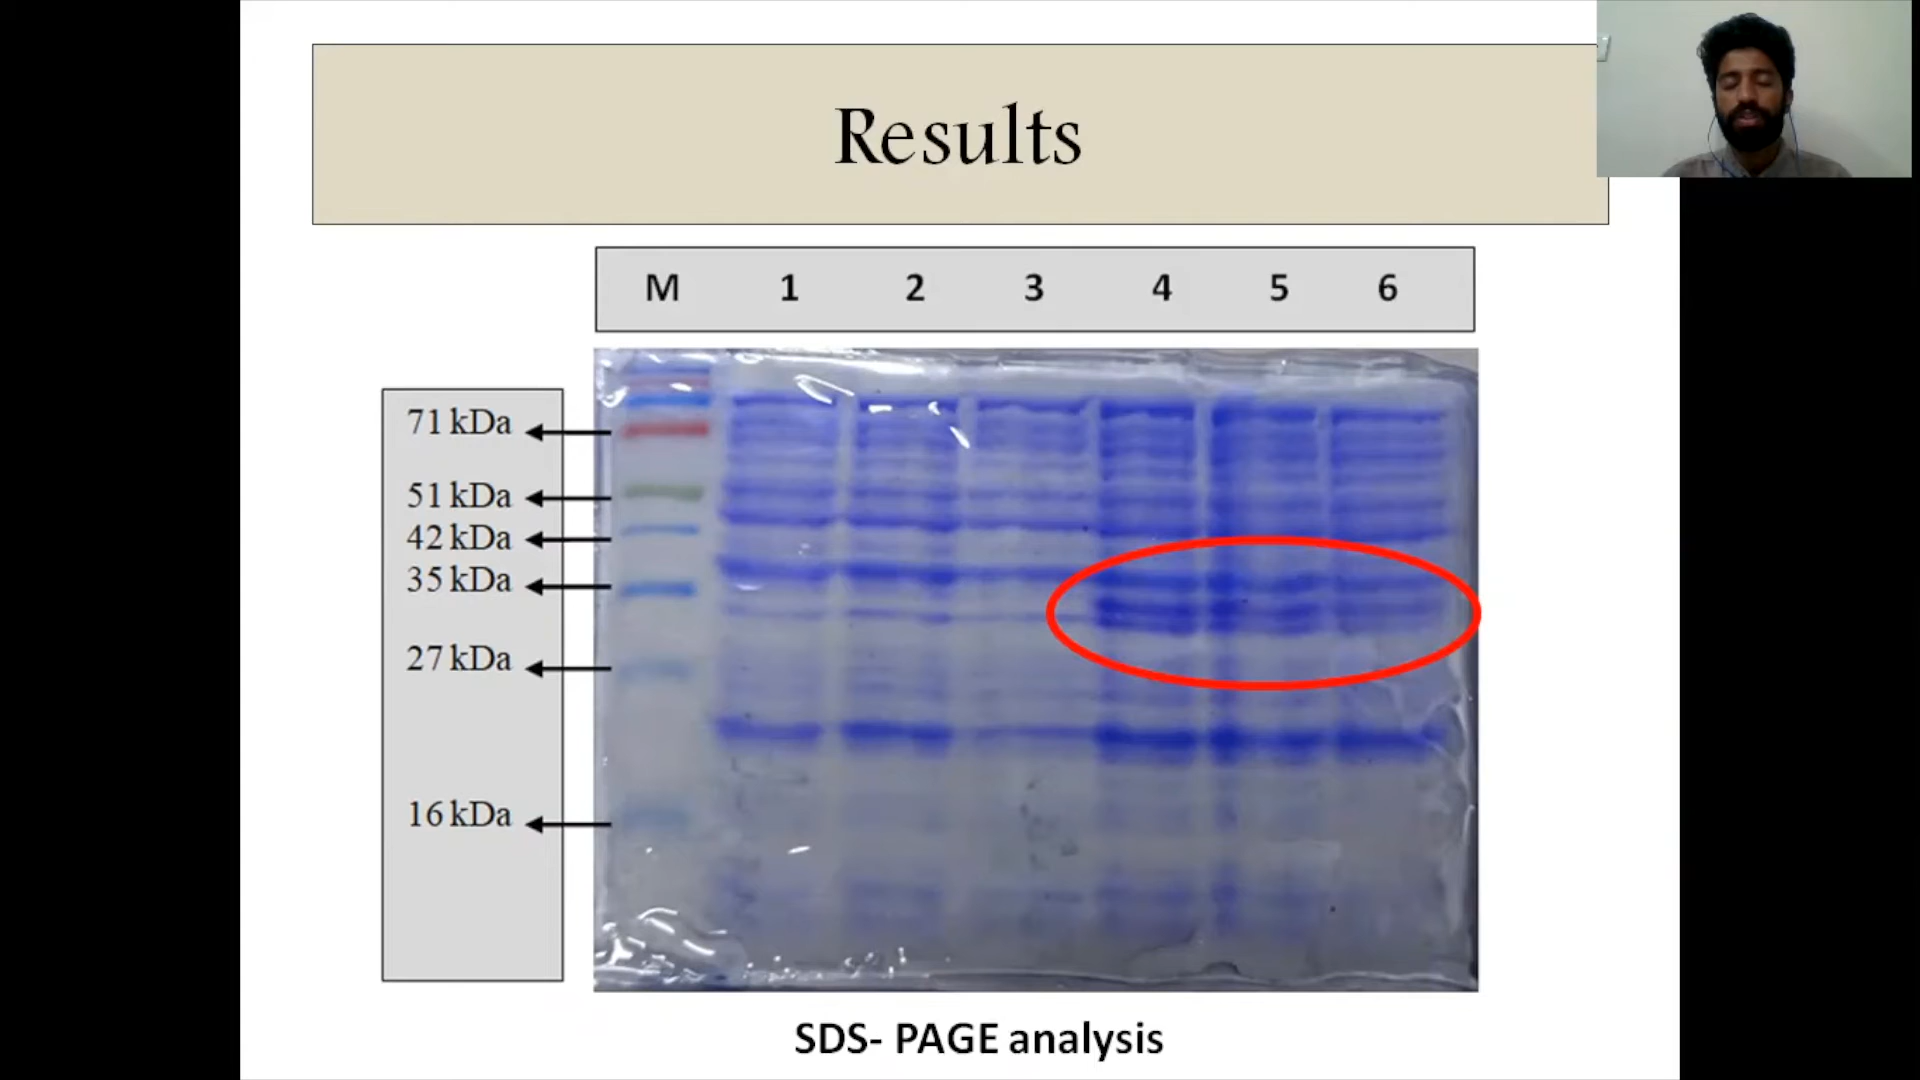 Results
M 1 2 3 4 5 6
71 kDa
51 kDa
42 kDa
35 kDa
27 kDa
16 kDa
SDS- PAGE analysis